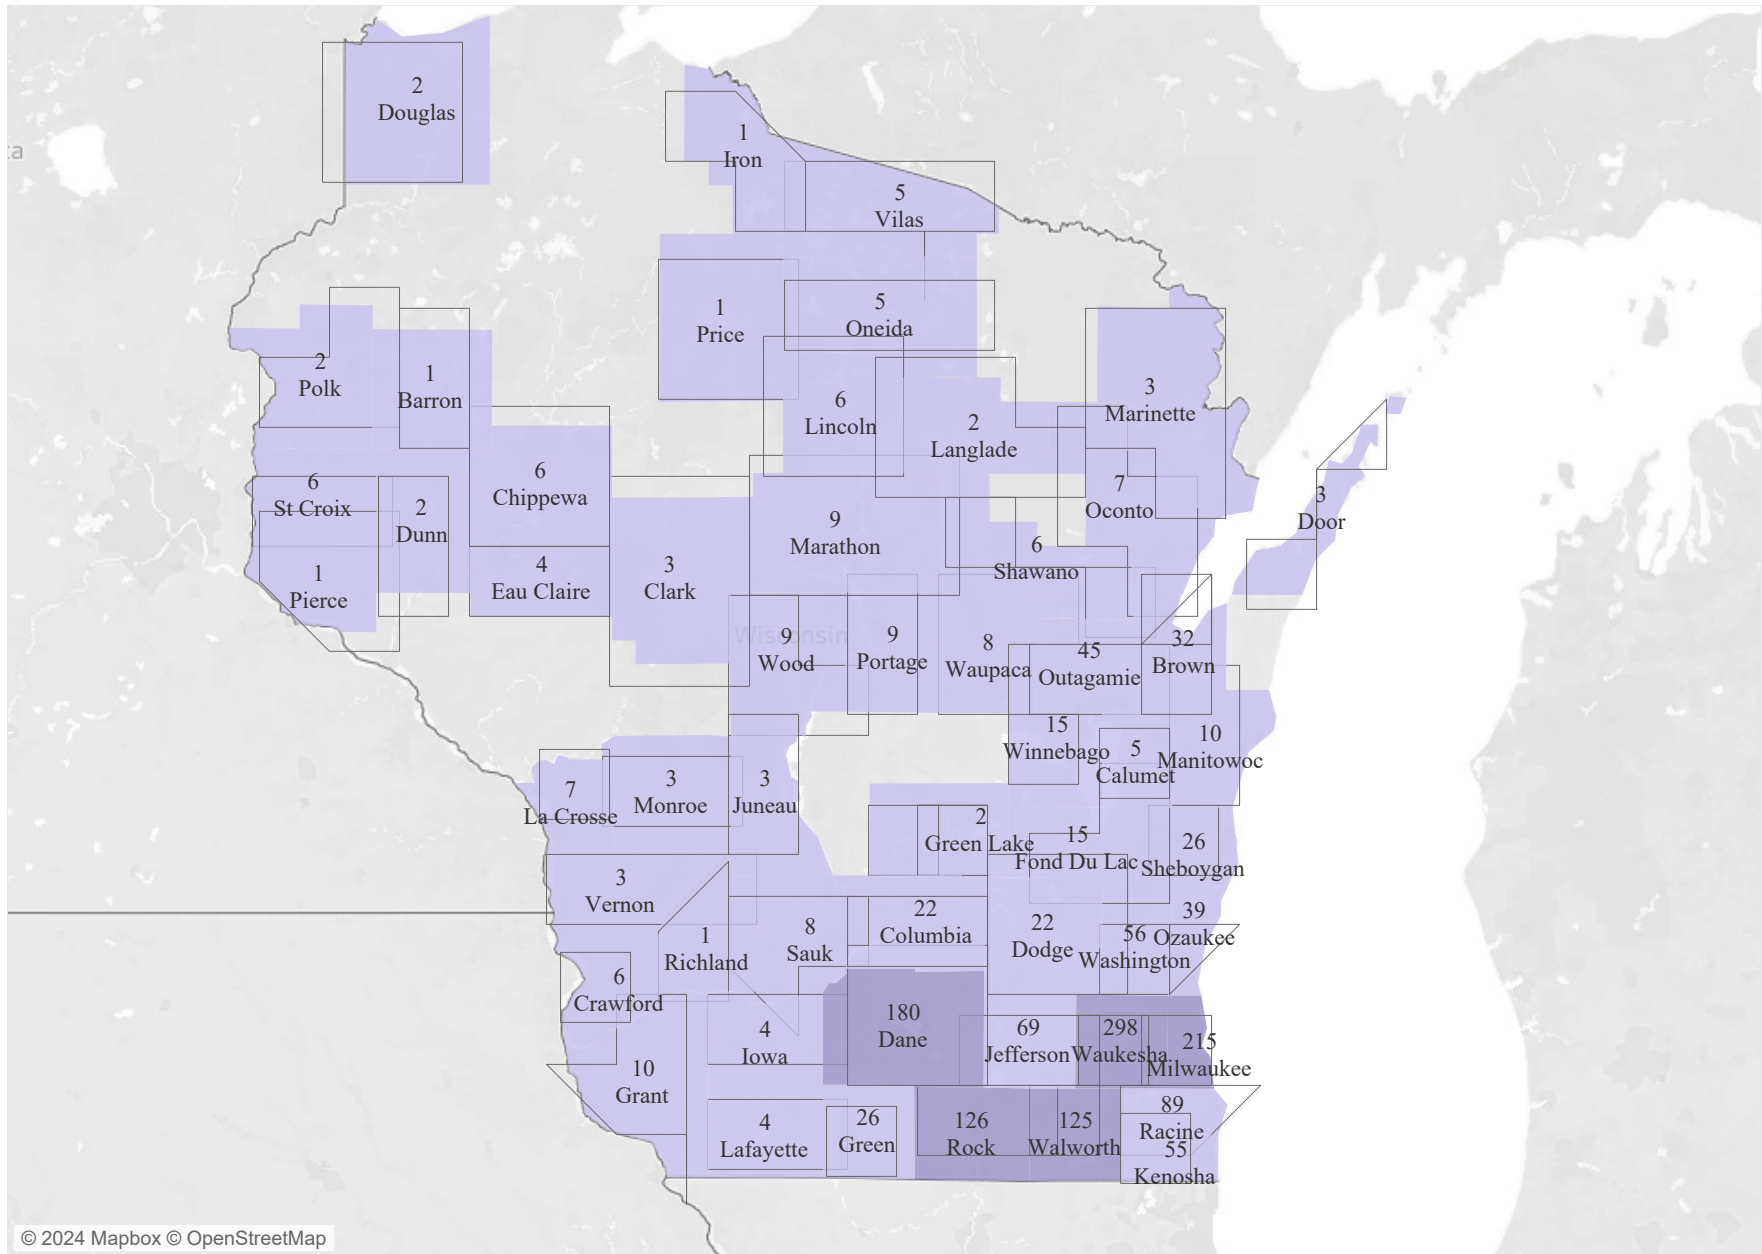 2
Douglas
ta
1
Iron
5
Vilas
1
Price
5
Oneida
2
Polk
1
Barron
6
Lincoln
2
Langlade
3
Marinette
6
St Croix
2
Dunn
6
Chippewa
9
Marathon
7
Oconto
3
Door
1
Pierce
4
Eau Claire
3
Clark
6
Shawano
Wisconsin
9
Wood
9
Portage
8
Waupaca
45
Outagamie
32
Brown
15
Winnebago
5
Calumet
10
Manitowoc
7
La Crosse
3
Monroe
3
Juneau
2
Green Lake
15
Fond Du Lac
26
Sheboygan
3
Vernon
1
Richland
8
Sauk
22
Columbia
22
Dodge
56
Washington
39
Ozaukee
6
Crawford
4
Iowa
180
Dane
69
Jefferson
298
Waukesha
215
Milwaukee
10
Grant
4
Lafayette
26
Green
126
Rock
125
Walworth
89
Racine
55
Kenosha
© 2024 Mapbox © OpenStreetMap